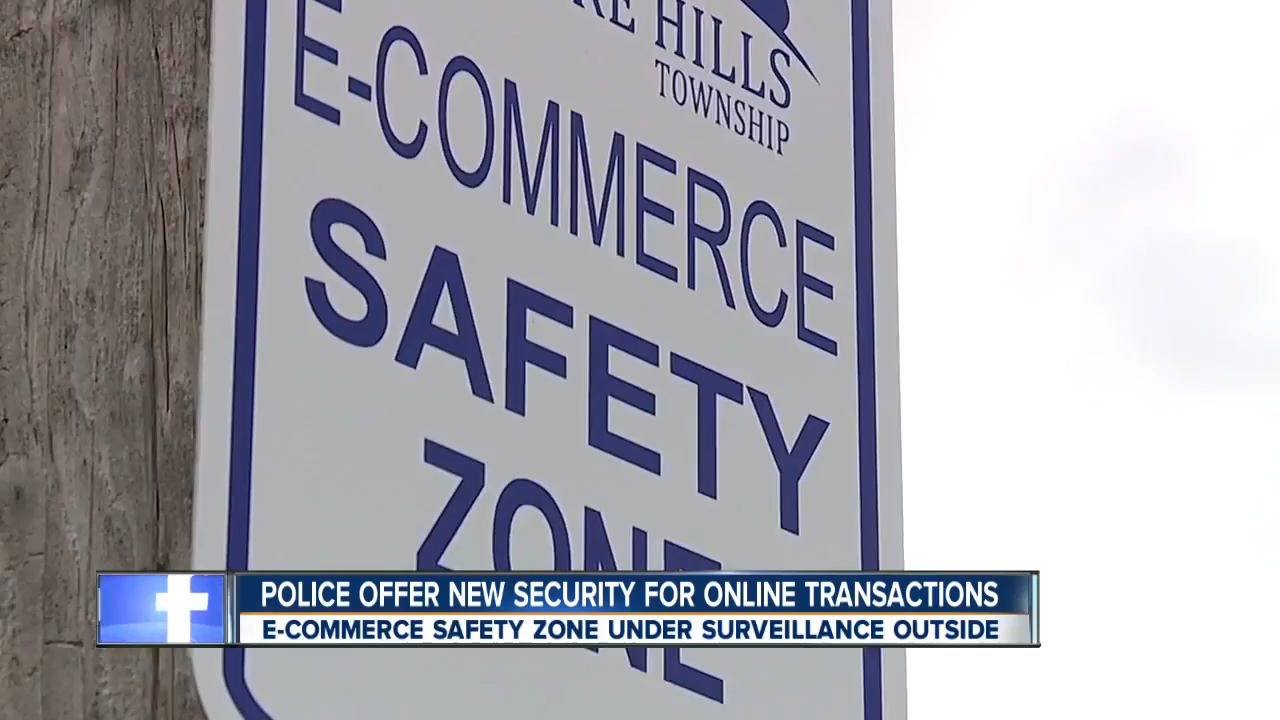 HILLS
TOWNSHIP
E-COMMERCE
SAFETY
ZONE
POLICE OFFER NEW SECURITY FOR ONLINE TRANSACTIONS
E-COMMERCE SAFETY ZONE UNDER SURVEILLANCE OUTSIDE